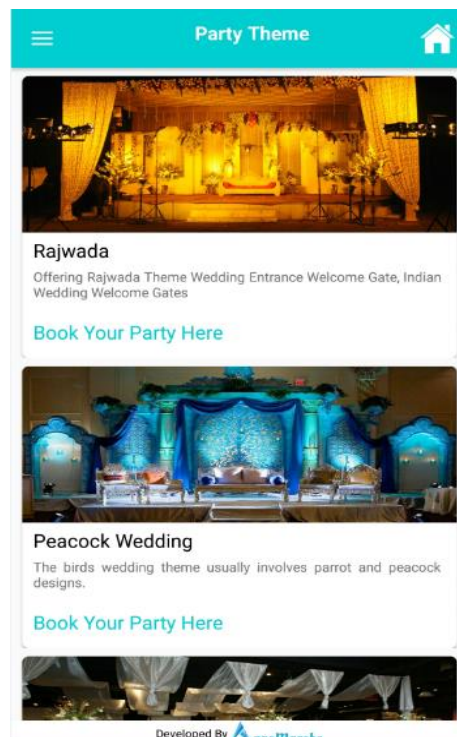 Party Theme
Rajwada
Offering Rajwada Theme Wedding Entrance Welcome Gate, Indian
Wedding Welcome Gates
Book Your Party Here
Peacock Wedding
The birds wedding theme usually involves parrot and peacock
designs.
Book Your Party Here
Developed By